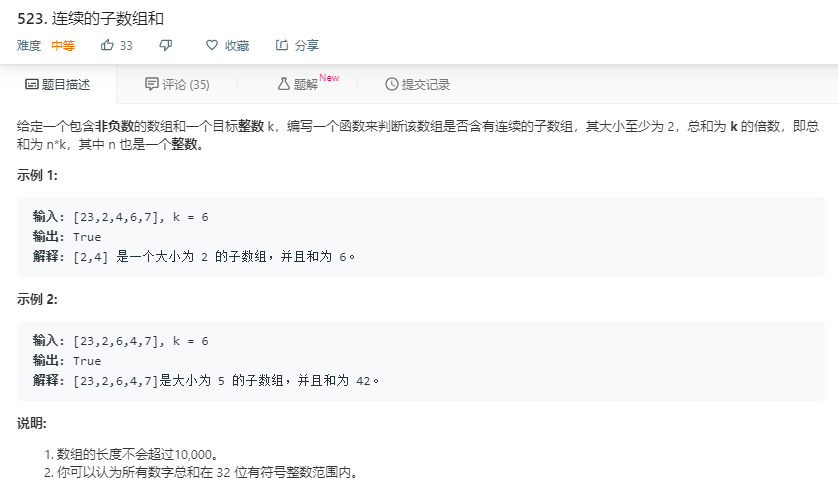 523. 连续的子数组和
难度 中等 33 收藏 分享
题目描述 评论 (35) 题解 New 提交记录
给定一个包含非负数的数组和一个目标整数 k，编写一个函数来判断该数组是否含有连续的子数组，其大小至少为 2，总和为 k 的倍数，即总
和为 n*k，其中 n 也是一个整数。
示例 1:
输入: [23,2,4,6,7], k = 6
输出: True
解释: [2,4] 是一个大小为 2 的子数组，并且和为 6。
示例 2:
输入: [23,2,6,4,7], k = 6
输出: True
解释: [23,2,6,4,7]是大小为 5 的子数组，并且和为 42。
说明:
1. 数组的长度不会超过10,000。
2. 你可以认为所有数字总和在 32 位有符号整数范围内。